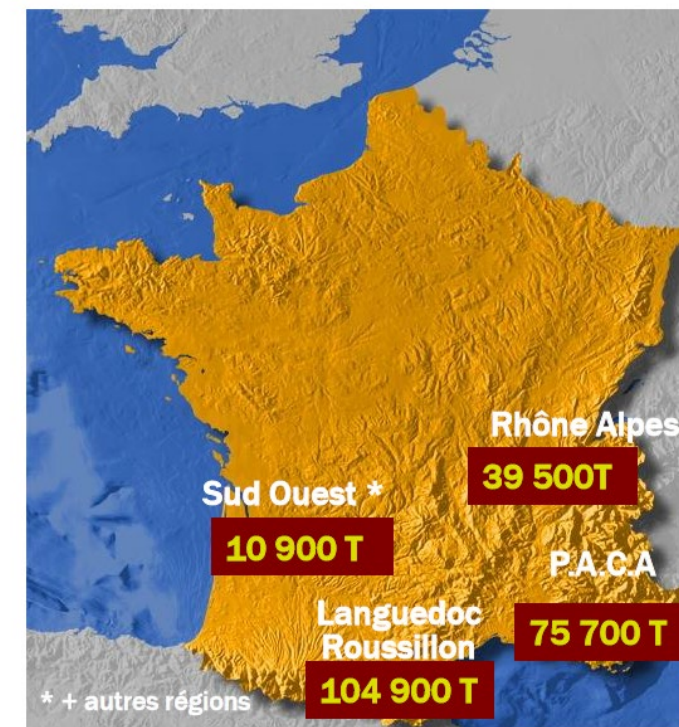 Rhône Alpes
39 500T
Sud Ouest *
10 900 T
P.A.C.A
75 700 T
Languedoc
Roussillon
104 900 T
* + autres régions